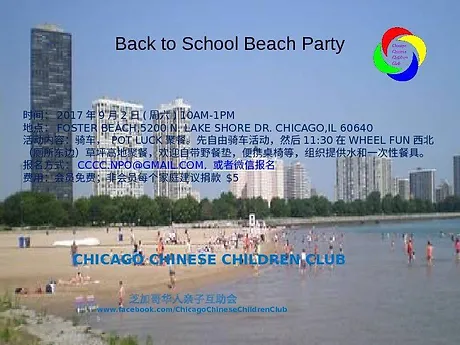 Back to School Beach Party
时间： 2017 年 9 月 2 日 ( 周六 ) 10AM-1PM
地点： FOSTER BEACH,5200 N. LAKE SHORE DR. CHICAGO,IL 60640
活动内容：骑车， POT LUCK 聚餐。先自由骑车活动，然后 11:30 在 WHEEL FUN 西北
（厕所东边）草坪高地聚餐，欢迎自带野餐垫，便携桌椅等，组织提供水和一次性餐具。
报名方式： CCCC.NPO@GMAIL.COM．或者微信报名
费用：会员免费，非会员每个家庭建议捐款 $5
CHICAGO CHINESE CHILDREN CLUB
芝加哥华人亲子互助会
www.facebook.com/ChicagoChineseChildrenClub